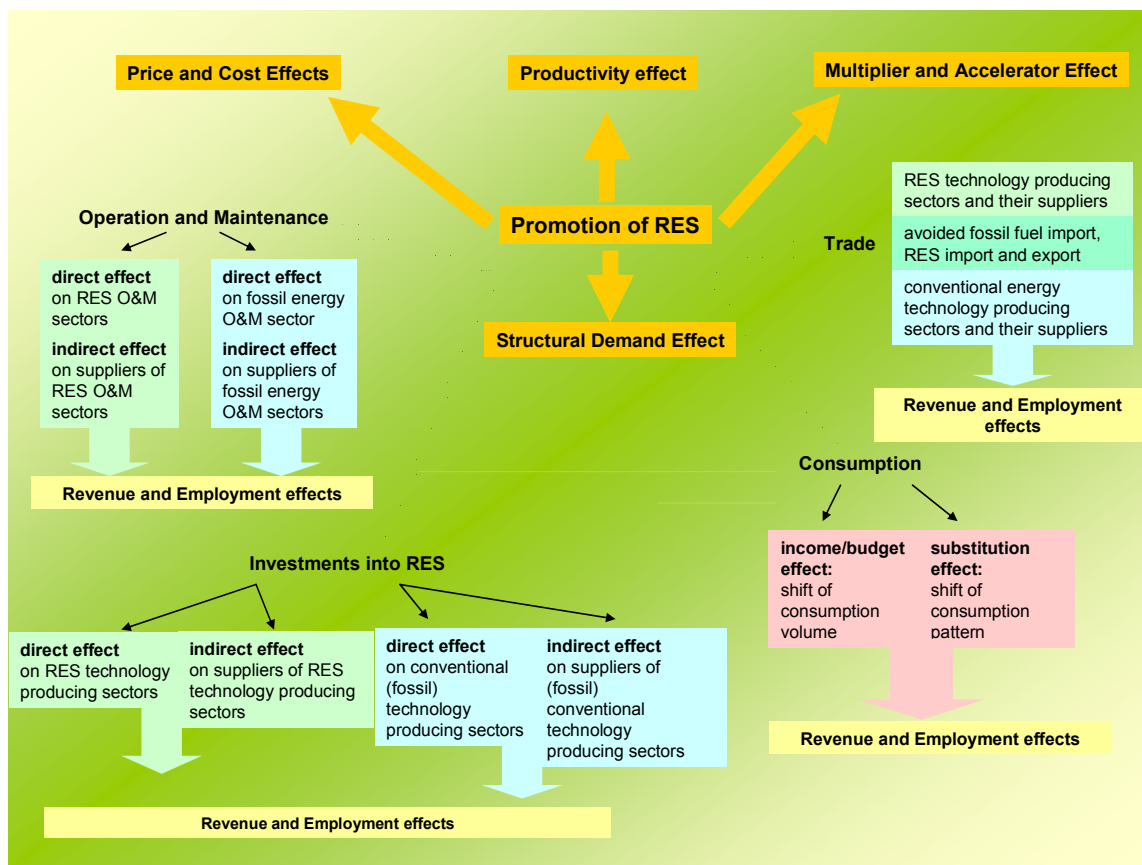 Price and Cost Effects
Productivity effect
Multiplier and Accelerator Effect
Promotion of RES
Structural Demand Effect
Operation and Maintenance
direct effect
on RES O&M
sectors
indirect effect
on suppliers of
RES O&M
sectors
direct effect
on fossil energy
O&M sector
indirect effect
on suppliers of
fossil energy
O&M sectors
Revenue and Employment effects
Trade
RES technology producing
sectors and their suppliers
avoided fossil fuel import,
RES import and export
conventional energy
technology producing
sectors and their suppliers
Revenue and Employment
effects
Consumption
income/budget
effect:
shift of
consumption
volume
substitution
effect:
shift of
consumption
pattern
Revenue and Employment effects
Investments into RES
direct effect
on RES technology
producing sectors
indirect effect
on suppliers of RES
technology producing
sectors
direct effect
on conventional
(fossil)
technology
producing sectors
indirect effect
on suppliers of
(fossil)
conventional
technology
producing sectors
Revenue and Employment effects